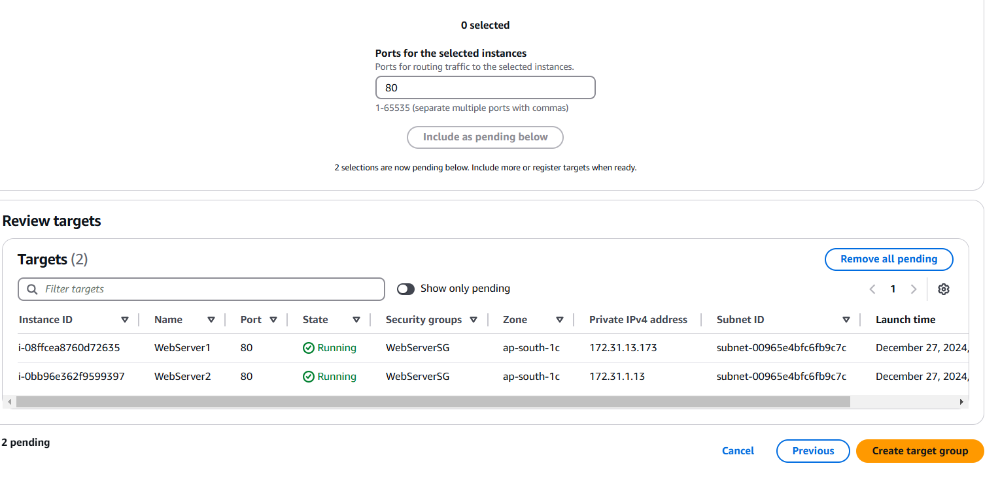 0 selected
Ports for the selected instances
Ports for routing traffic to the selected instances.
80
1-65535 (separate multiple ports with commas)
Include as pending below
2 selections are now pending below. Include more or register targets when ready.
Review targets
Targets (2)
Remove all pending
Filter targets
Show only pending
1
Instance ID Name Port State Security groups Zone Private IPv4 address Subnet ID Launch time
i-08ffcea8760d72635 WebServer1 80 Running WebServerSG ap-south-1c 172.31.13.173 subnet-00965e4bfc6fb9c7c December 27, 2024,
i-0bb96e362f9599397 WebServer2 80 Running WebServerSG ap-south-1c 172.31.1.13 subnet-00965e4bfc6fb9c7c December 27, 2024,
2 pending
Cancel
Previous
Create target group